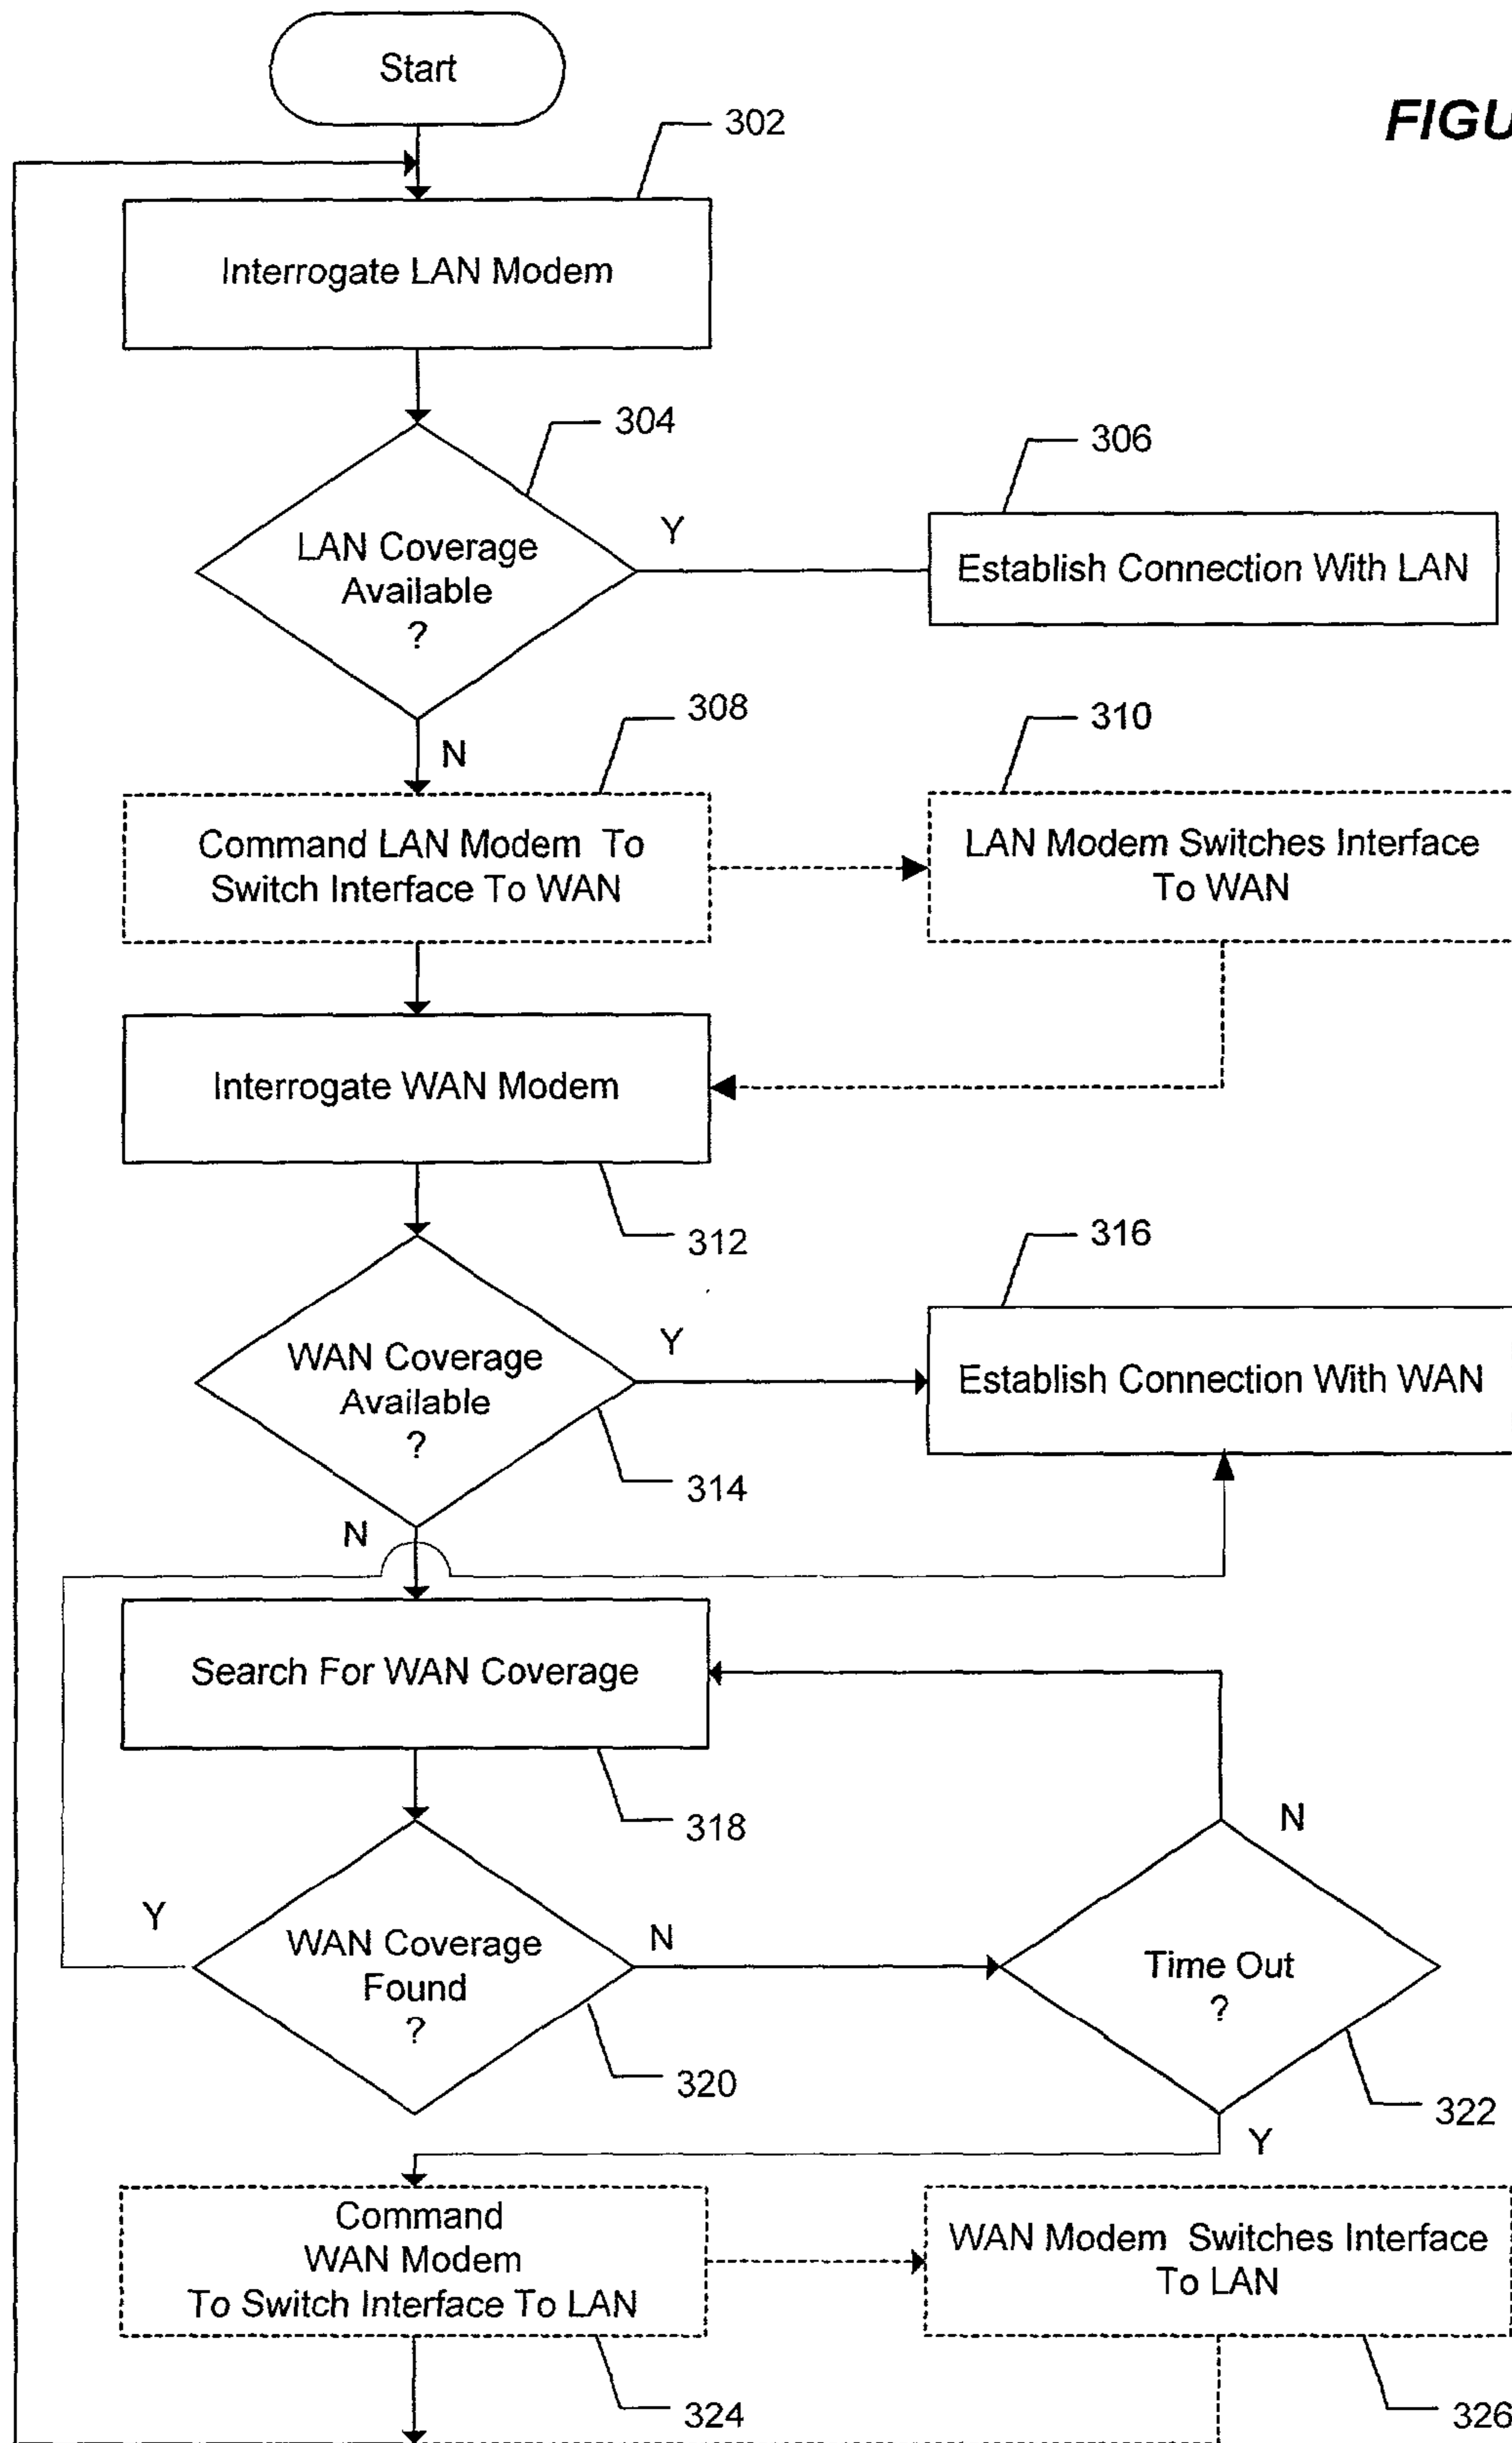 Start
FIGU
302
Interrogate LAN Modem
304
306
LAN Coverage
Available
?
Y
Establish Connection With LAN
N
308
310
Command LAN Modem To
Switch Interface To WAN
LAN Modem Switches Interface
To WAN
Interrogate WAN Modem
312
316
WAN Coverage
Available
?
Y
Establish Connection With WAN
314
N
Search For WAN Coverage
318
N
Y
WAN Coverage
Found
?
N
Time Out
?
320
322
Y
Command
WAN Modem
To Switch Interface To LAN
WAN Modem Switches Interface
To LAN
324
326